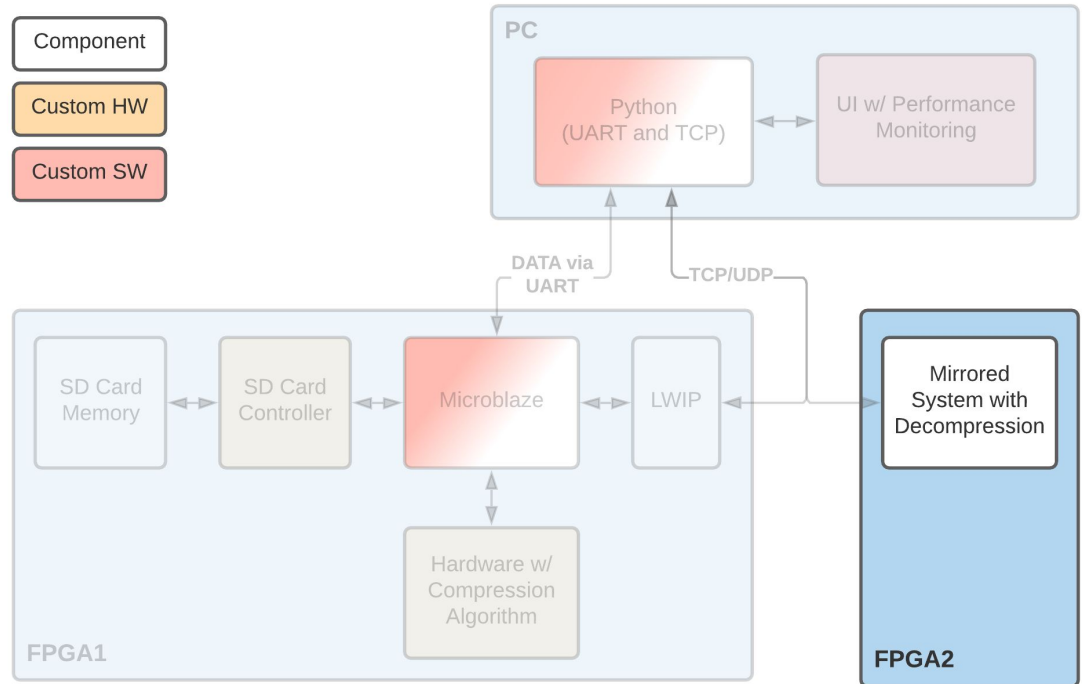 Component
Custom HW
Custom SW
PC
Python
(UART and TCP)
UI w/ Performance
Monitoring
DATA via
UART
TCP/UDP
SD Card
Memory
SD Card
Controller
Microblaze
LWIP
Mirrored
System with
Decompression
Hardware w/
Compression
Algorithm
FPGA1
FPGA2